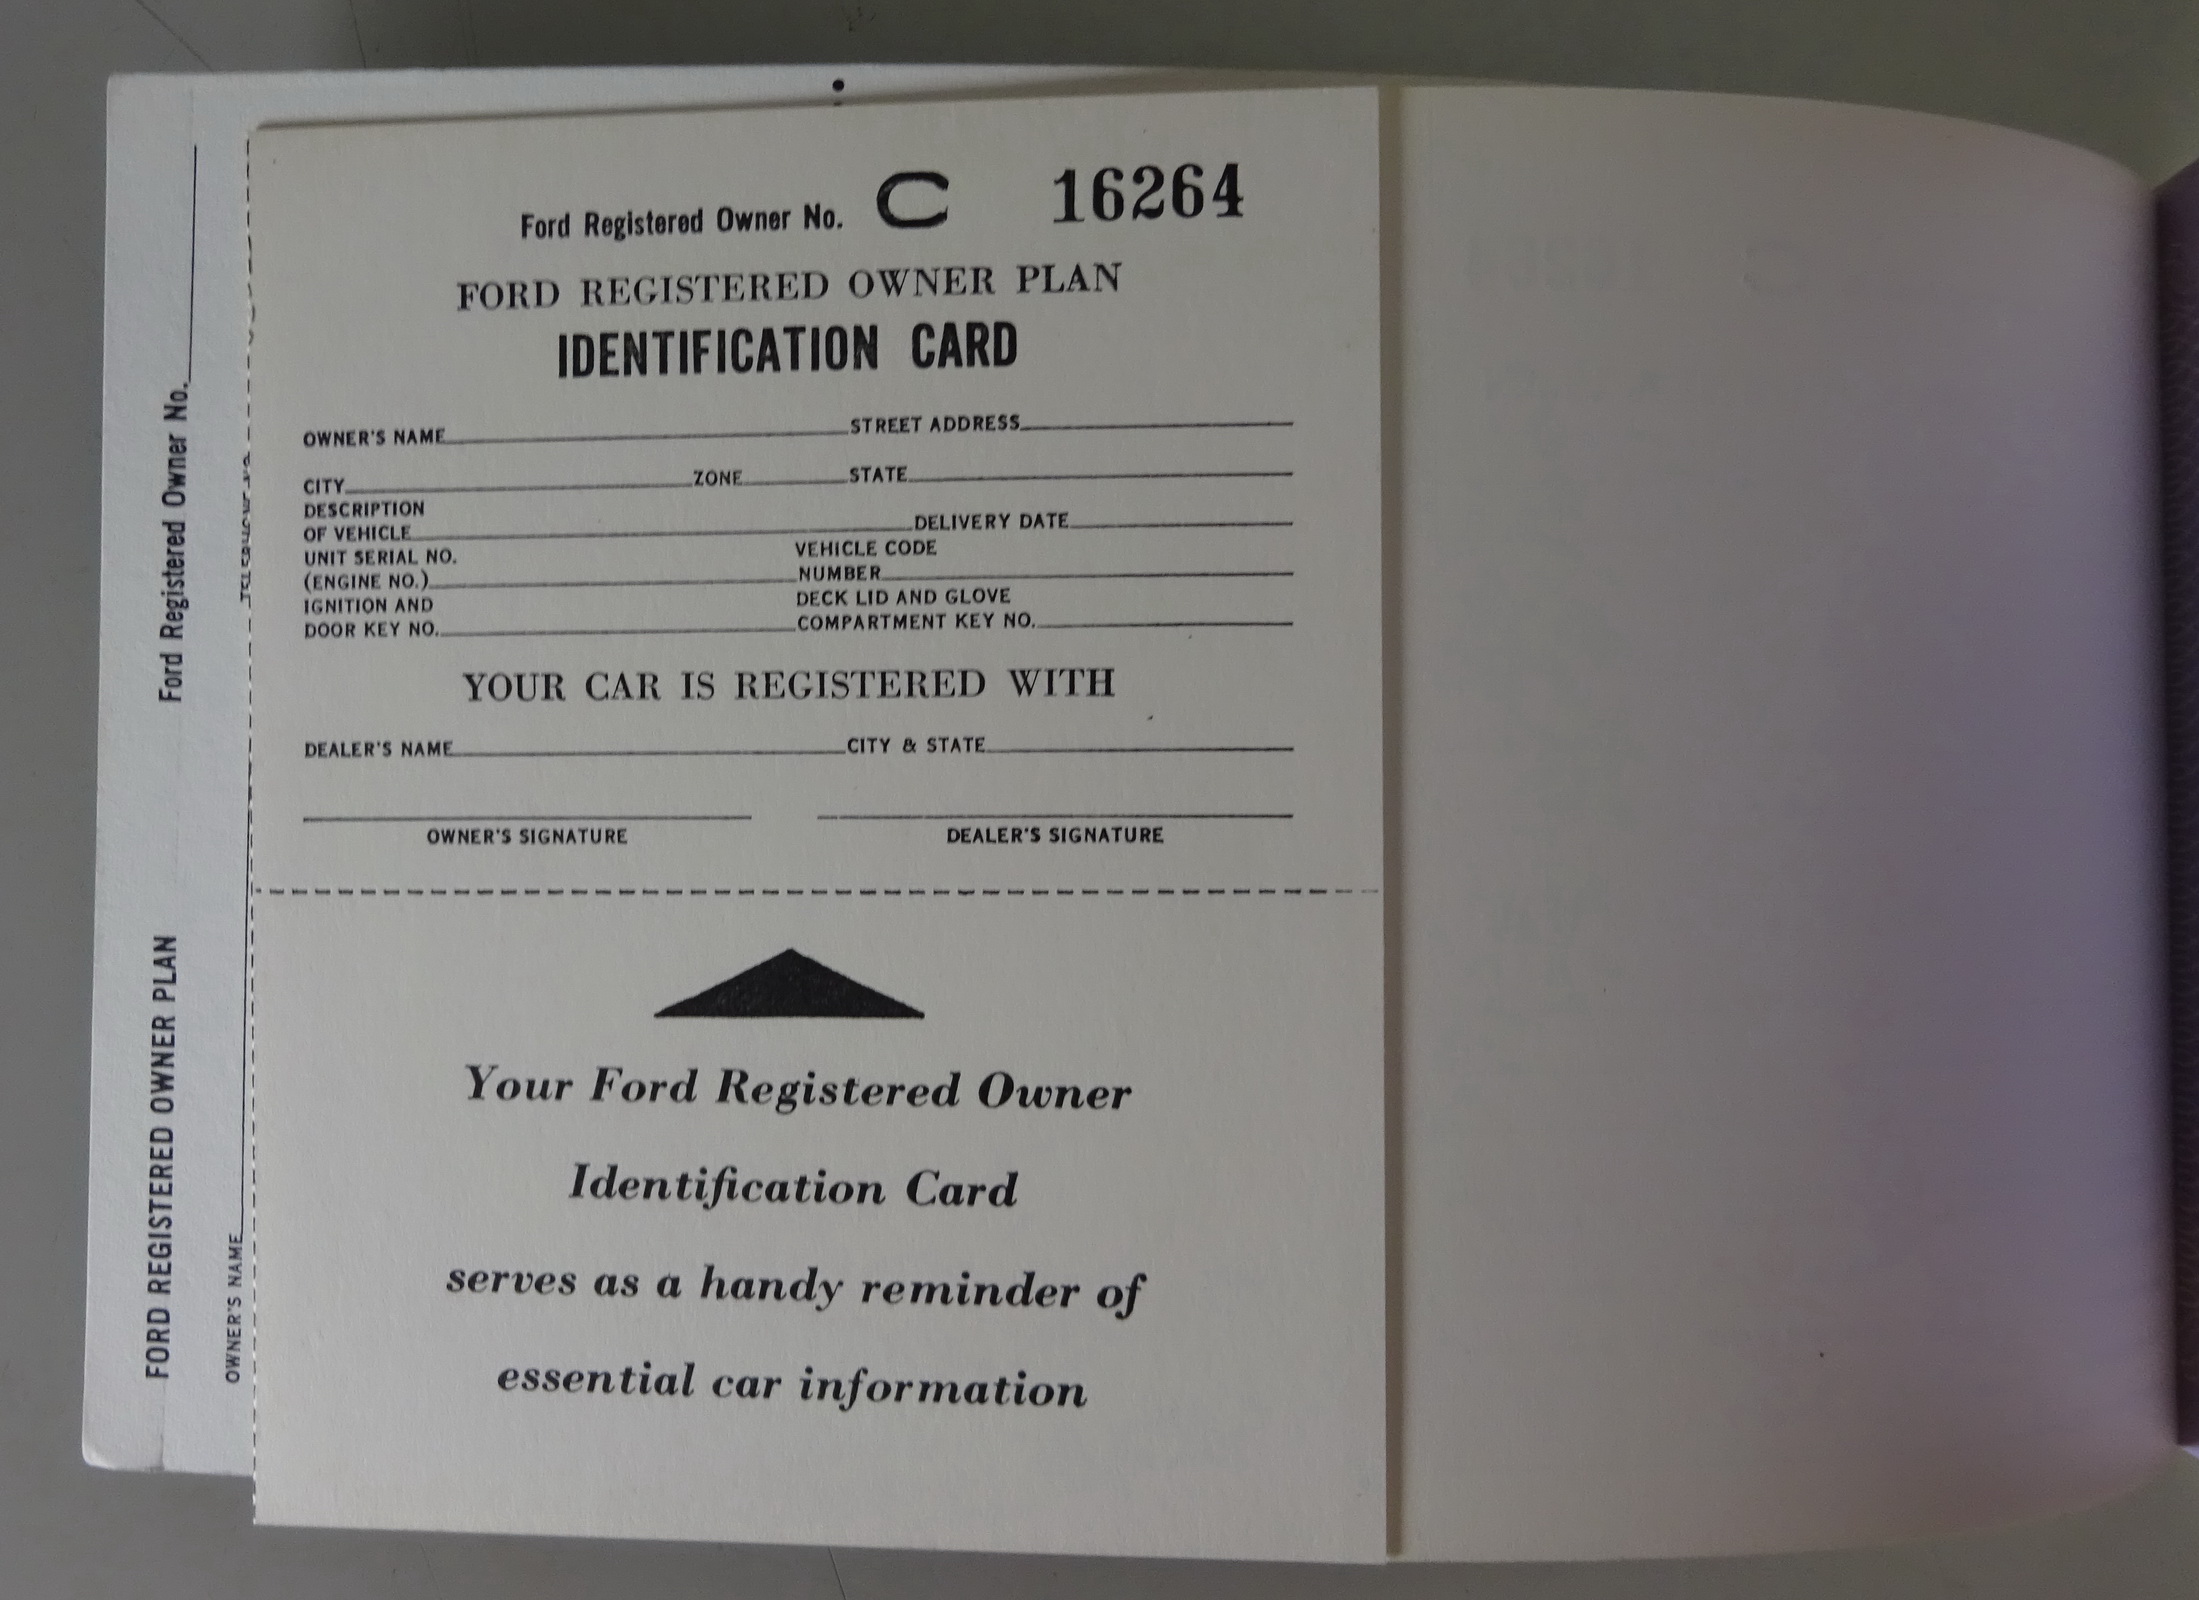 Ford Registered Owner No. C 16264
FORD REGISTERED OWNER PLAN
IDENTIFICATION CARD
OWNER'S NAME STREET ADDRESS
CITY ZONE STATE
DESCRIPTION
OF VEHICLE DELIVERY DATE
UNIT SERIAL NO. VEHICLE CODE
(ENGINE NO.) NUMBER
IGNITION AND DECK LID AND GLOVE
DOOR KEY NO. COMPARTMENT KEY NO.
YOUR CAR IS REGISTERED WITH
DEALER'S NAME CITY & STATE
OWNER'S SIGNATURE DEALER'S SIGNATURE
Your Ford Registered Owner
Identification Card
serves as a handy reminder of
essential car information
FORD REGISTERED OWNER PLAN Ford Registered Owner No.
OWNER'S NAME